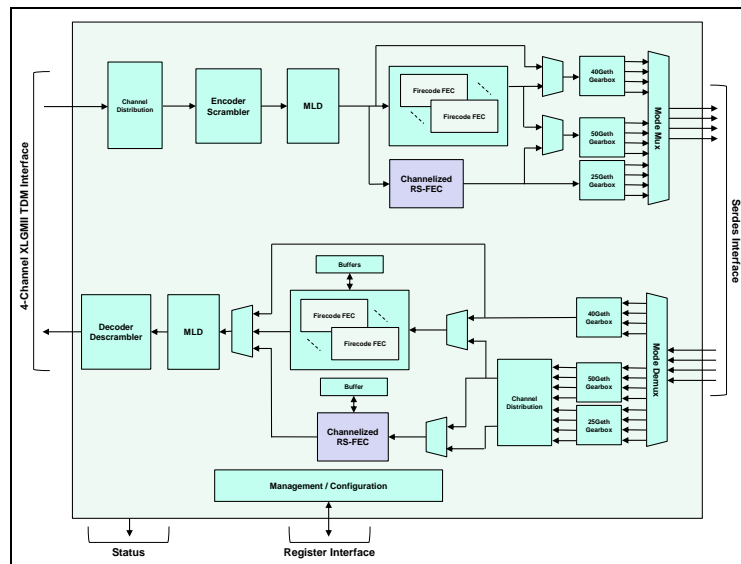 4-Channel XLGMII TDM Interface
Channel
Distribution
Encoder
Scrambler
MLD
Firecode FEC
Firecode FEC
Channelized
RS-FEC
40Geth
Gearbox
50Geth
Gearbox
25Geth
Gearbox
Mode Mux
Serdes Interface
Decoder
Descrambler
MLD
Buffers
Firecode FEC
Firecode FEC
Buffer
Channelized
RS-FEC
Channel
Distribution
40Geth
Gearbox
50Geth
Gearbox
25Geth
Gearbox
Mode Demux
Management / Configuration
Status
Register Interface